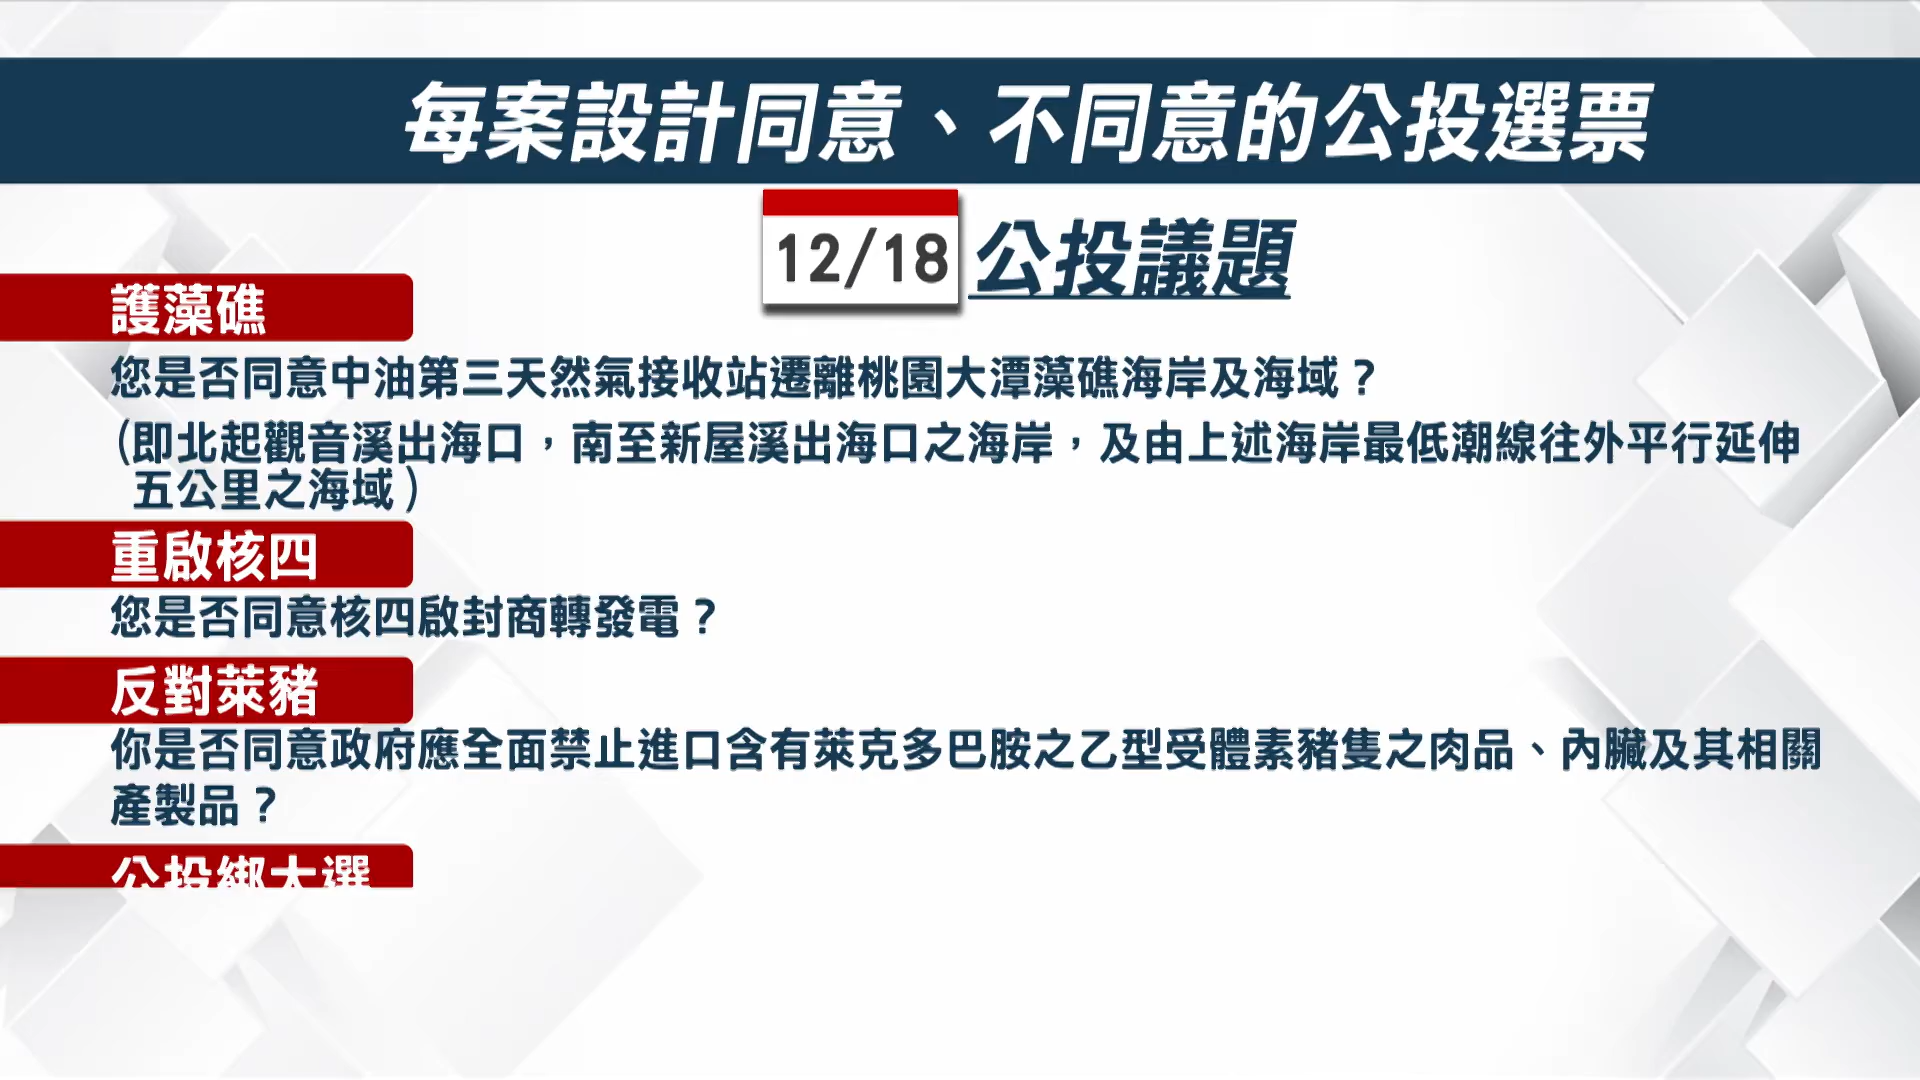 每案設計同意、不同意的公投選票
12/18 公投議題
護藻礁
您是否同意中油第三天然氣接收站遷離桃園大潭藻礁海岸及海域？
(即北起觀音溪出海口，南至新屋溪出海口之海岸，及由上述海岸最低潮線往外平行延伸
五公里之海域)
重啟核四
您是否同意核四啟封商轉發電？
反對萊豬
你是否同意政府應全面禁止進口含有萊克多巴胺之乙型受體素豬隻之肉品、內臟及其相關
產製品？
公投綁大選